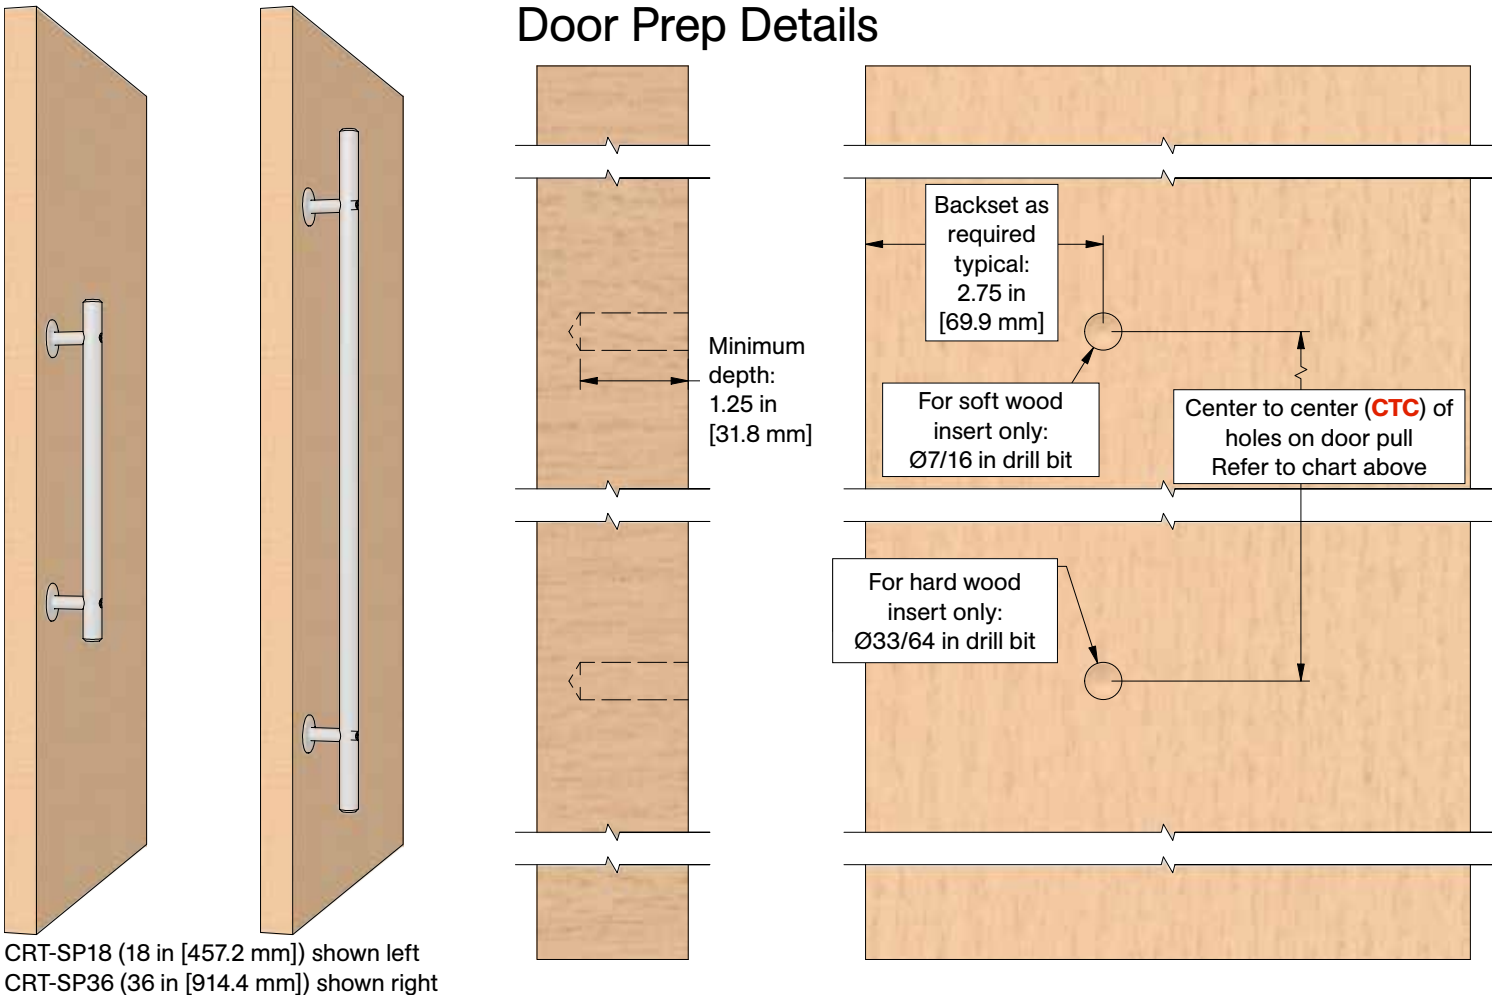 Door Prep Details
Backset as
required
typical:
2.75 in
[69.9 mm]
Minimum
depth:
1.25 in
[31.8 mm]
For soft wood
insert only:
Ø7/16 in drill bit
Center to center (CTC) of
holes on door pull
Refer to chart above
For hard wood
insert only:
Ø33/64 in drill bit
CRT-SP18 (18 in [457.2 mm]) shown left
CRT-SP36 (36 in [914.4 mm]) shown right